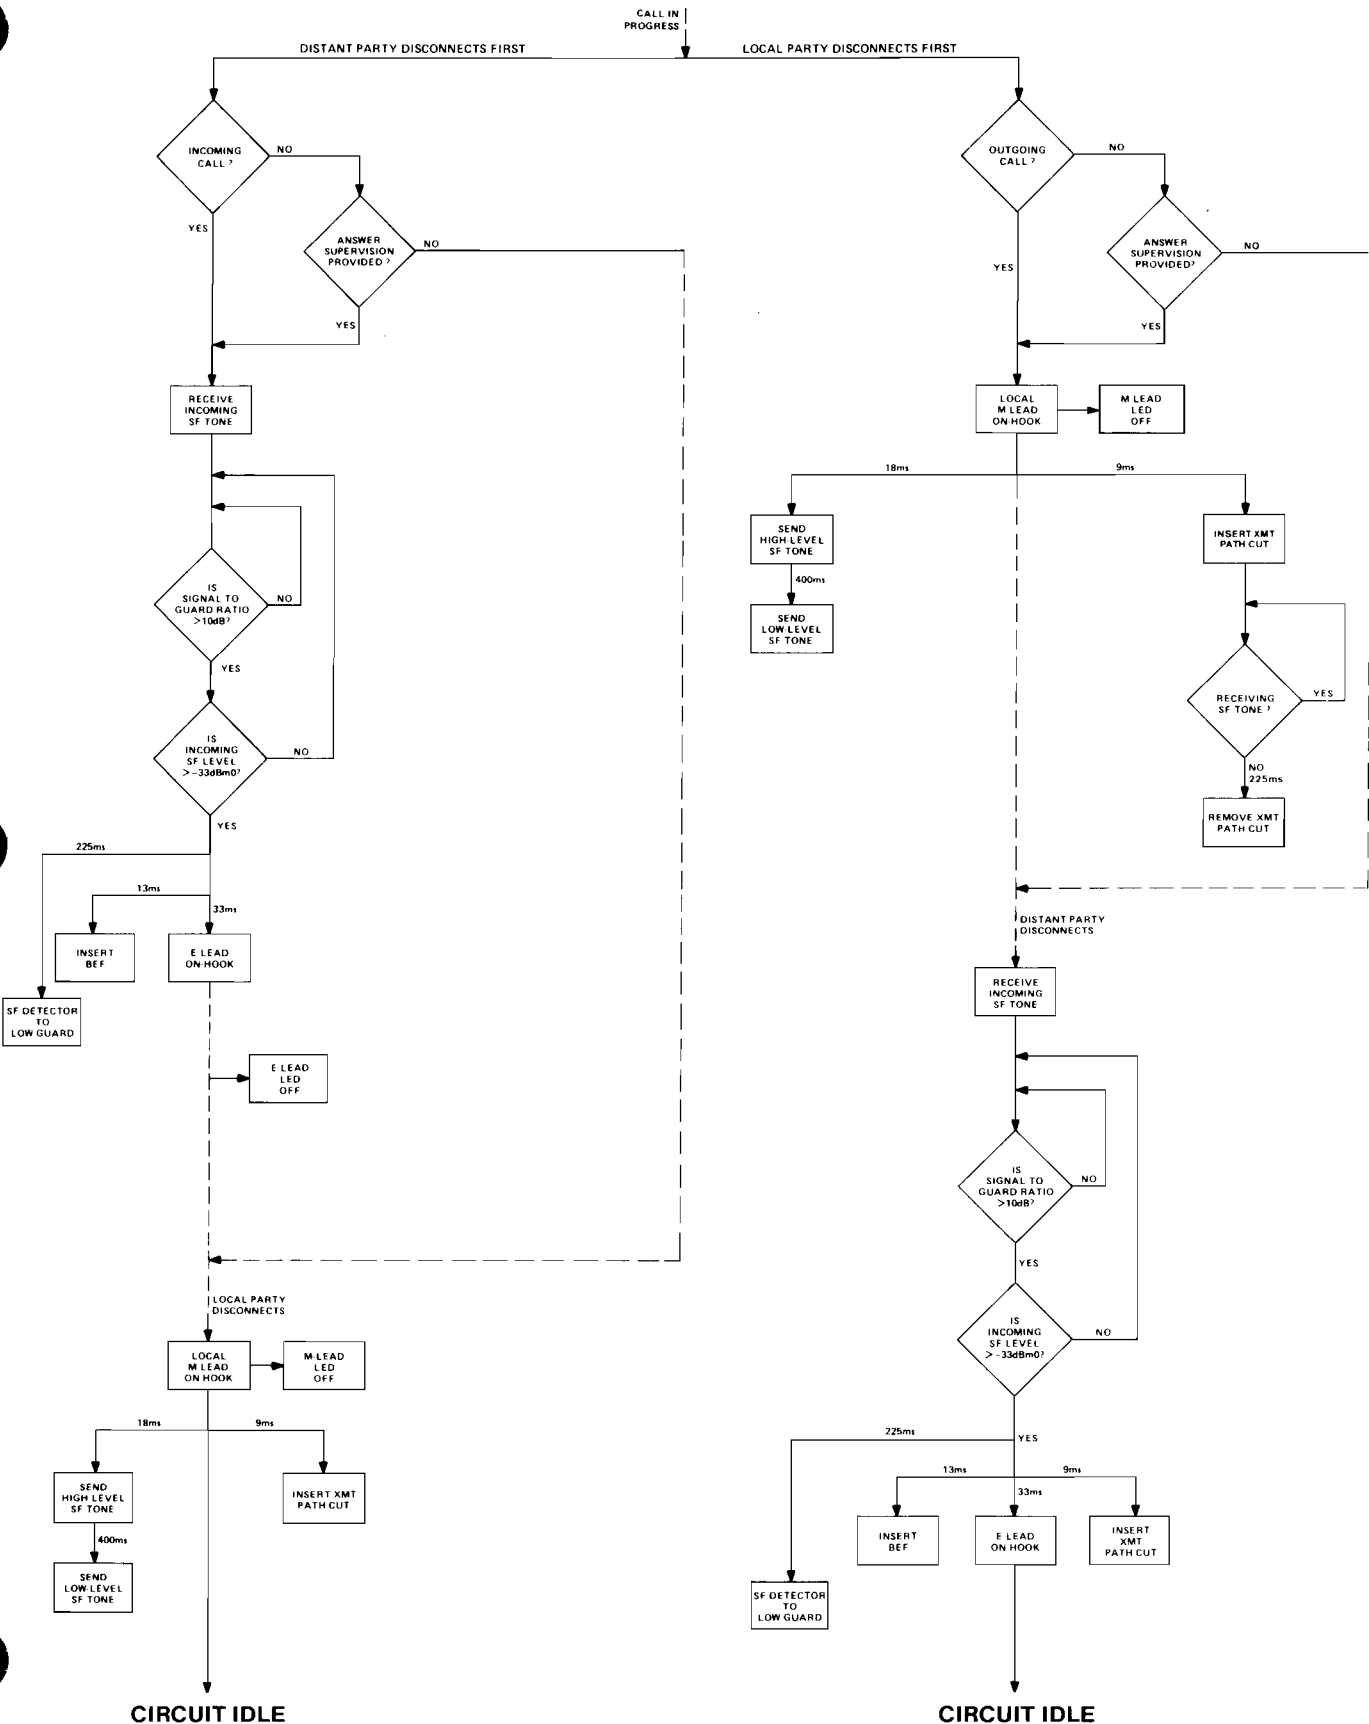 CALL IN
PROGRESS
DISTANT PARTY DISCONNECTS FIRST
LOCAL PARTY DISCONNECTS FIRST
INCOMING
CALL ?
NO
YES
ANSWER
SUPERVISION
PROVIDED ?
NO
YES
RECEIVE
INCOMING
SF TONE
IS
SIGNAL TO
GUARD RATIO
>10dB?
NO
YES
IS
INCOMING
SF LEVEL
>-33dBm0?
NO
YES
225ms
13ms
33ms
INSERT
BEF
E LEAD
ON-HOOK
SF DETECTOR
TO
LOW GUARD
E LEAD
LED
OFF
LOCAL PARTY
DISCONNECTS
LOCAL
M LEAD
ON HOOK
M-LEAD
LED
OFF
18ms
9ms
SEND
HIGH LEVEL
SF TONE
INSERT XMT
PATH CUT
400ms
SEND
LOW-LEVEL
SF TONE
CIRCUIT IDLE
OUTGOING
CALL ?
NO
YES
ANSWER
SUPERVISION
PROVIDED?
NO
YES
LOCAL
M LEAD
ON-HOOK
M LEAD
LED
OFF
18ms
9ms
SEND
HIGH-LEVEL
SF TONE
400ms
SEND
LOW-LEVEL
SF TONE
INSERT XMT
PATH CUT
RECEIVING
SF TONE ?
YES
NO
225ms
REMOVE XMT
PATH CUT
DISTANT PARTY
DISCONNECTS
RECEIVE
INCOMING
SF TONE
IS
SIGNAL TO
GUARD RATIO
>10dB?
NO
YES
IS
INCOMING
SF LEVEL
>-33dBm0?
NO
YES
225ms
13ms
9ms
33ms
INSERT
BEF
E LEAD
ON HOOK
INSERT
XMT
PATH CUT
SF DETECTOR
TO
LOW GUARD
CIRCUIT IDLE